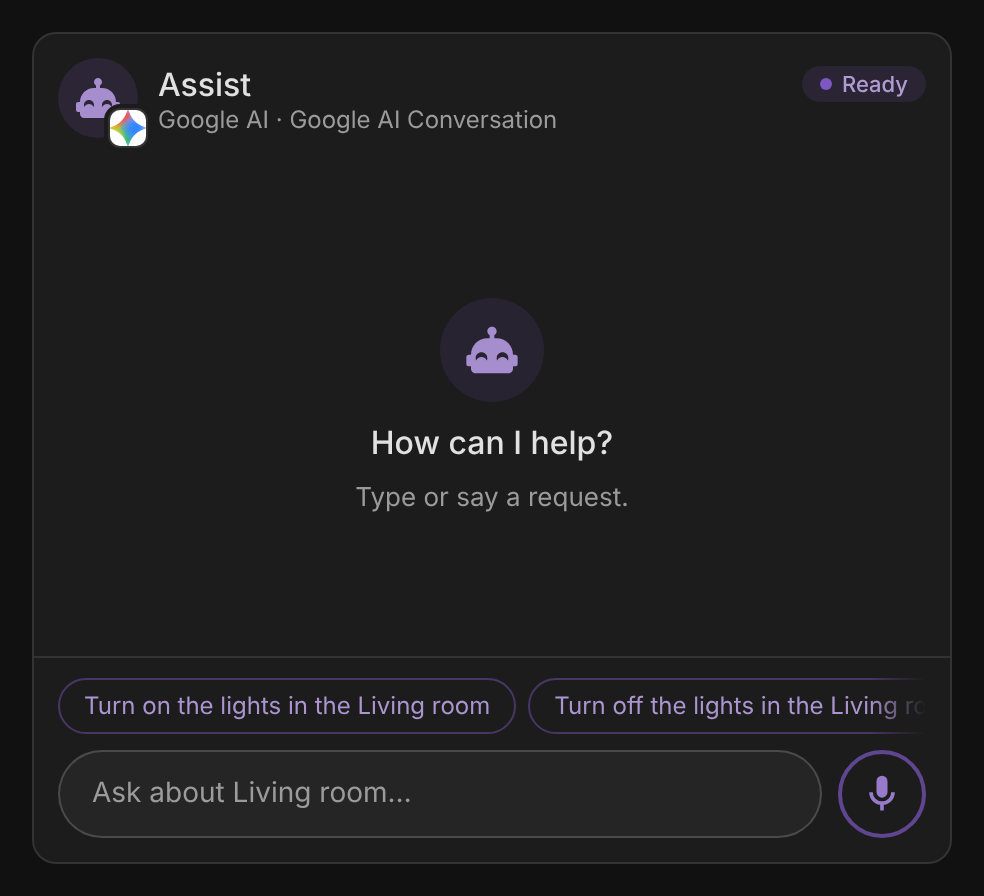 Assist
Google AI · Google AI Conversation
Ready
How can I help?
Type or say a request.
Turn on the lights in the Living room
Turn off the lights in the Living
Ask about Living room...